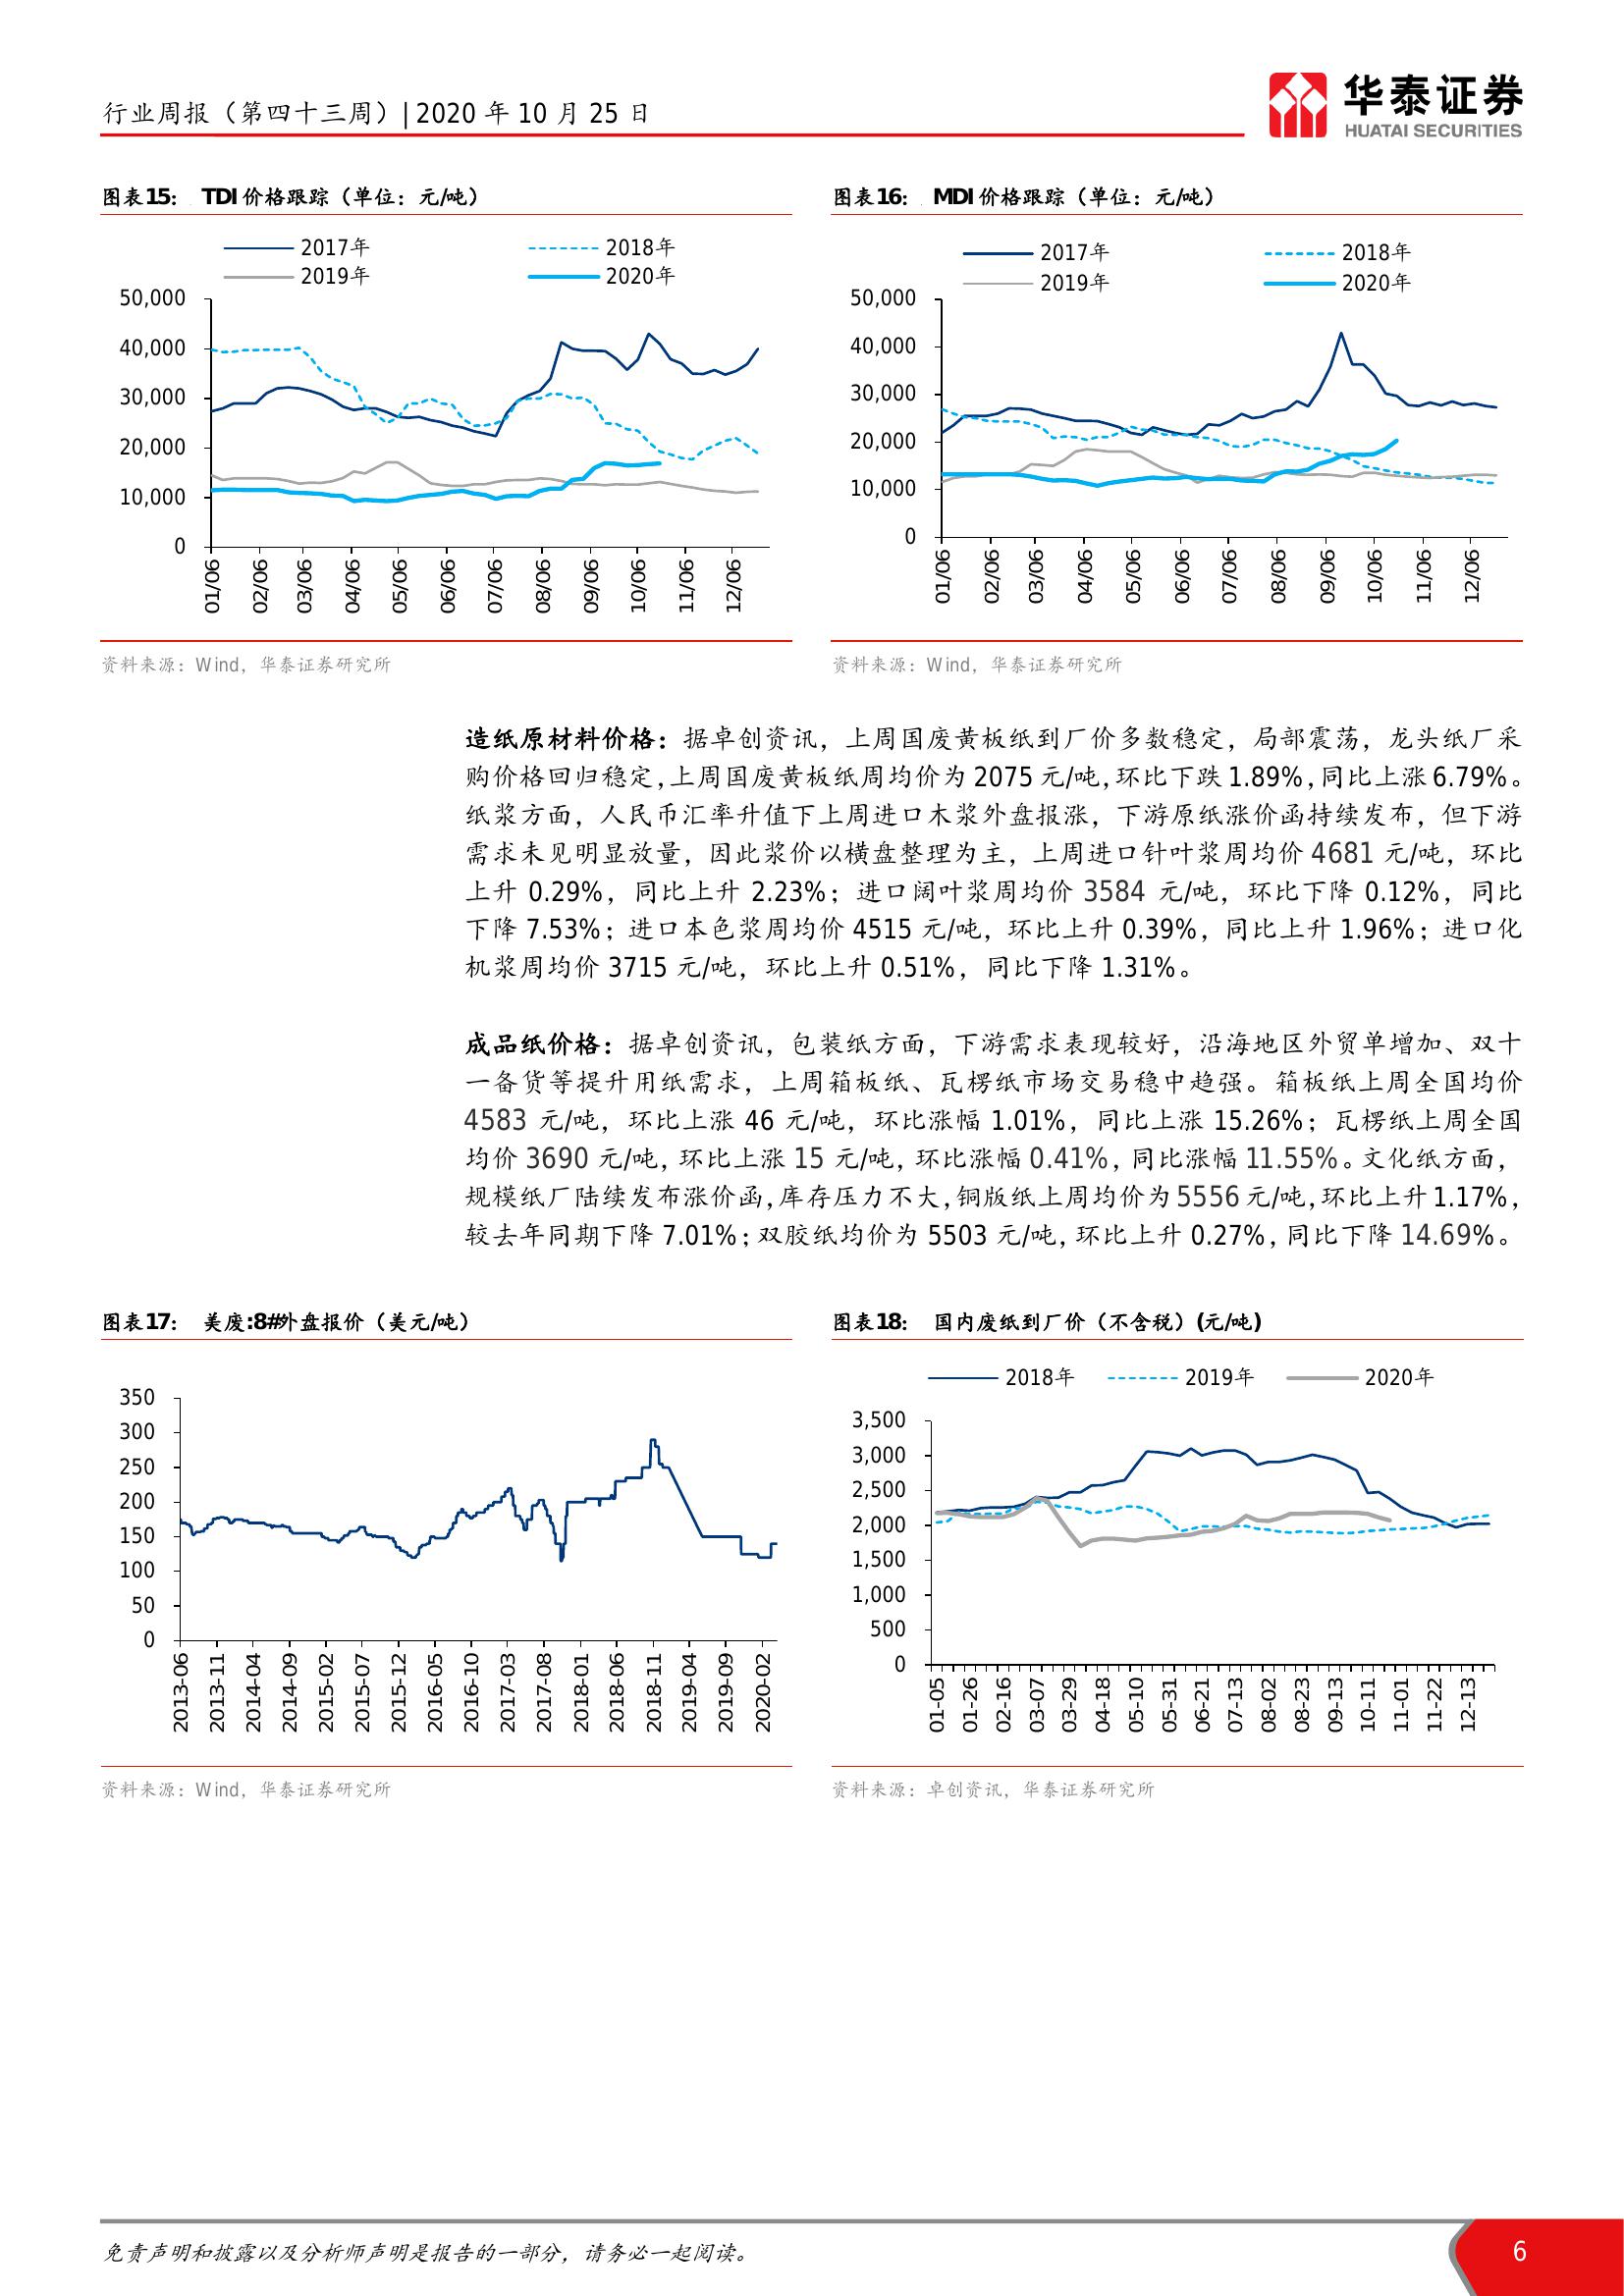 行业周报（第四十三周）| 2020 年 10 月 25 日
华泰证券
HUATAI SECURITIES
图表15： TDI 价格跟踪（单位：元/吨）
2017年 2018年
2019年 2020年
50,000
40,000
30,000
20,000
10,000
0
01/06 02/06 03/06 04/06 05/06 06/06 07/06 08/06 09/06 10/06 11/06 12/06
资料来源：Wind，华泰证券研究所
图表16： MDI 价格跟踪（单位：元/吨）
2017年 2018年
2019年 2020年
50,000
40,000
30,000
20,000
10,000
0
01/06 02/06 03/06 04/06 05/06 06/06 07/06 08/06 09/06 10/06 11/06 12/06
资料来源：Wind，华泰证券研究所
造纸原材料价格：据卓创资讯，上周国废黄板纸到厂价多数稳定，局部震荡，龙头纸厂采
购价格回归稳定，上周国废黄板纸周均价为 2075 元/吨，环比下跌 1.89%，同比上涨 6.79%。
纸浆方面，人民币汇率升值下上周进口木浆外盘报涨，下游原纸涨价函持续发布，但下游
需求未见明显放量，因此浆价以横盘整理为主，上周进口针叶浆周均价 4681 元/吨，环比
上升 0.29%，同比上升 2.23%；进口阔叶浆周均价 3584 元/吨，环比下降 0.12%，同比
下降 7.53%；进口本色浆周均价 4515 元/吨，环比上升 0.39%，同比上升 1.96%；进口化
机浆周均价 3715 元/吨，环比上升 0.51%，同比下降 1.31%。
成品纸价格：据卓创资讯，包装纸方面，下游需求表现较好，沿海地区外贸单增加、双十
一备货等提升用纸需求，上周箱板纸、瓦楞纸市场交易稳中趋强。箱板纸上周全国均价
4583 元/吨，环比上涨 46 元/吨，环比涨幅 1.01%，同比上涨 15.26%；瓦楞纸上周全国
均价 3690 元/吨，环比上涨 15 元/吨，环比涨幅 0.41%，同比涨幅 11.55%。文化纸方面，
规模纸厂陆续发布涨价函，库存压力不大，铜版纸上周均价为 5556 元/吨，环比上升 1.17%，
较去年同期下降 7.01%；双胶纸均价为 5503 元/吨，环比上升 0.27%，同比下降 14.69%。
图表17： 美废:8#外盘报价（美元/吨）
350
300
250
200
150
100
50
0
2013-06 2013-11 2014-04 2014-09 2015-02 2015-07 2015-12 2016-05 2016-10 2017-03 2017-08 2018-01 2018-06 2018-11 2019-04 2019-09 2020-02
资料来源：Wind，华泰证券研究所
图表18： 国内废纸到厂价（不含税）(元/吨)
2018年 2019年 2020年
3,500
3,000
2,500
2,000
1,500
1,000
500
0
01-05 01-26 02-16 03-07 03-29 04-18 05-10 05-31 06-21 07-13 08-02 08-23 09-13 10-11 11-01 11-22 12-13
资料来源：卓创资讯，华泰证券研究所
免责声明和披露以及分析师声明是报告的一部分，请务必一起阅读。
6